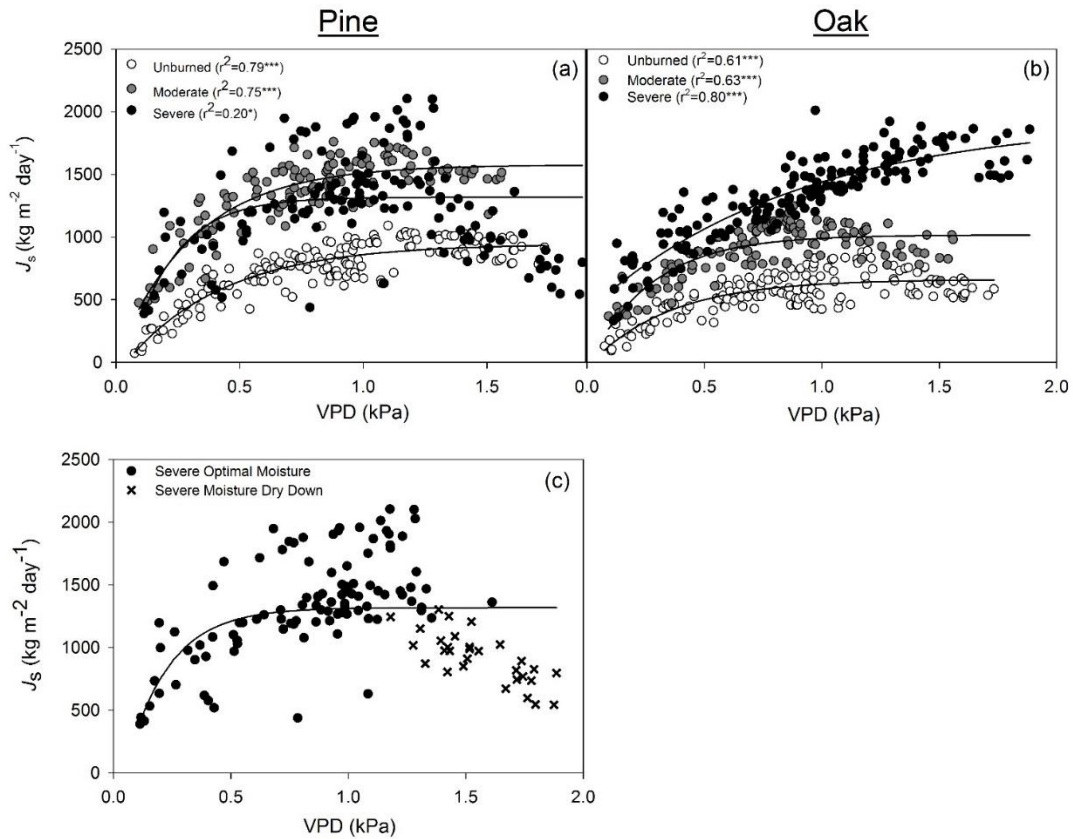 Pine
Oak
2500
2000
1500
1000
500
0
Jₛ (kg m⁻² day⁻¹)
Unburned (r²=0.79***)
Moderate (r²=0.75***)
Severe (r²=0.20*)
(a)
0.0 0.5 1.0 1.5
VPD (kPa)
Unburned (r²=0.61***)
Moderate (r²=0.63***)
Severe (r²=0.80***)
(b)
0.0 0.5 1.0 1.5 2.0
VPD (kPa)
2500
2000
1500
1000
500
0
Jₛ (kg m⁻² day⁻¹)
Severe Optimal Moisture
Severe Moisture Dry Down
(c)
0.0 0.5 1.0 1.5 2.0
VPD (kPa)